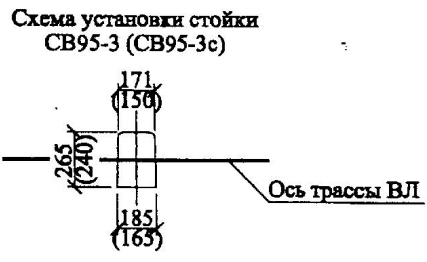 Схема установки стойки
СВ95-3 (СВ95-3с)
171
(150)
265
(240)
Ось трассы ВЛ
185
(165)